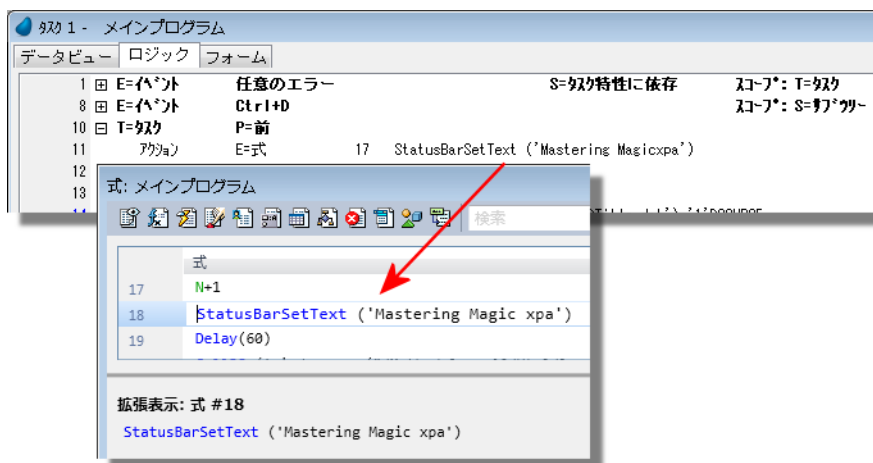 ﾀｽｸ 1 - メインプログラム
データビュー ロジック フォーム
1 E=ｲﾍﾞﾝﾄ 任意のエラー S=ﾀｽｸ特性に依存 ｽｺｰﾌﾟ: T=ﾀｽｸ
8 E=ｲﾍﾞﾝﾄ Ctrl+D ｽｺｰﾌﾟ: S=ｻﾌﾞﾂﾘｰ
10 T=ﾀｽｸ P=前
11 ｱｸｼｮﾝ E=式 17 StatusBarSetText ('Mastering Magicxpa')
12
13
式: メインプログラム
検索
式
17 N+1
18 StatusBarSetText ('Mastering Magic xpa')
19 Delay(60)
拡張表示: 式 #18
StatusBarSetText ('Mastering Magic xpa')